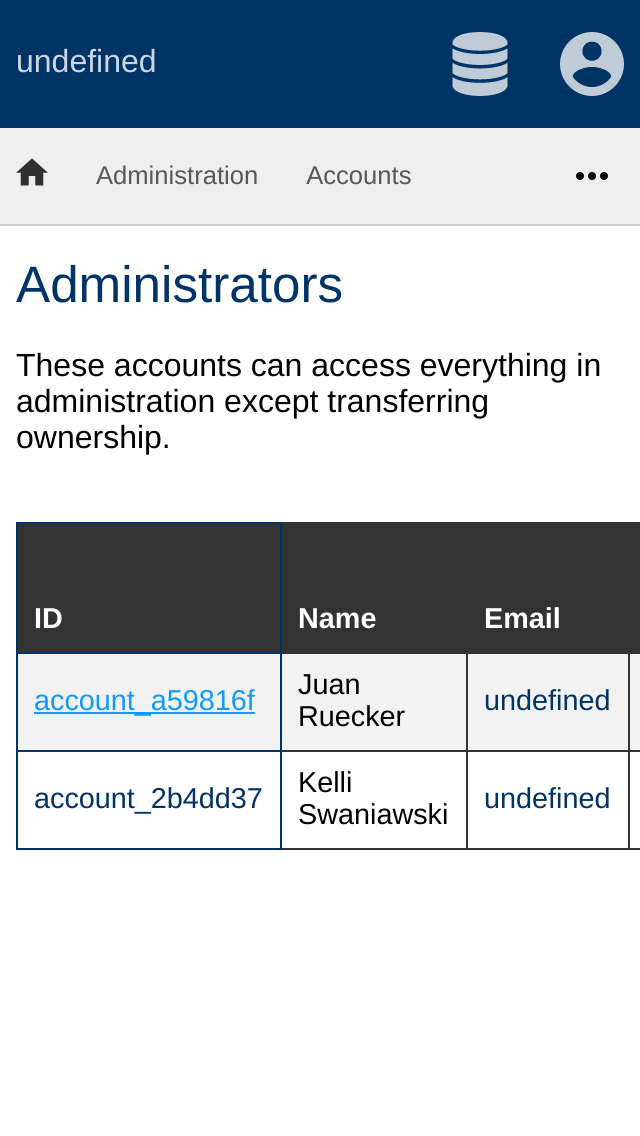 undefined
Administration Accounts
Administrators
These accounts can access everything in
administration except transferring
ownership.
ID Name Email
account_a59816f Juan Ruecker undefined
account_2b4dd37 Kelli Swaniawski undefined